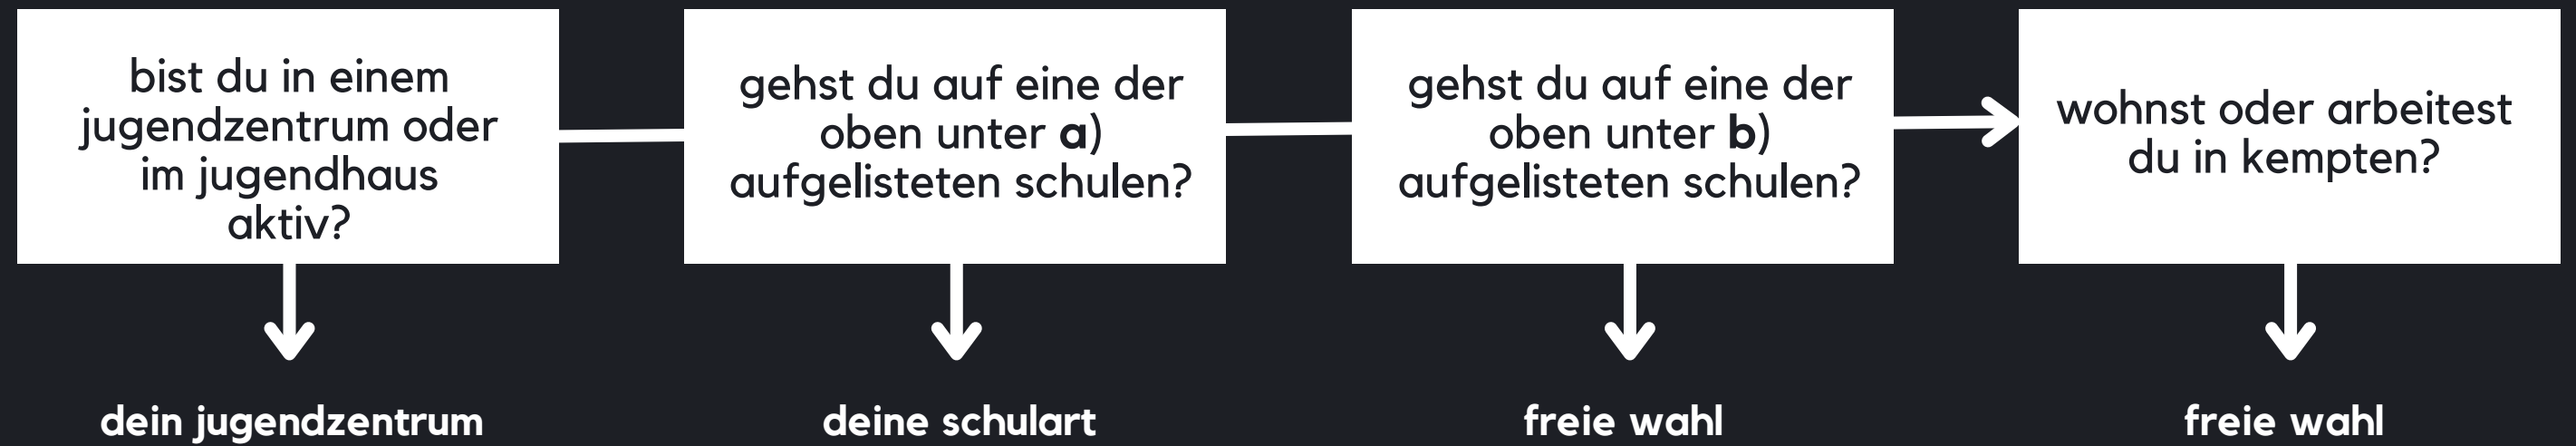 bist du in einem
jugendzentrum oder
im jugendhaus
aktiv?
gehst du auf eine der
oben unter a)
aufgelisteten schulen?
gehst du auf eine der
oben unter b)
aufgelisteten schulen?
wohnst oder arbeitest
du in kempten?
dein jugendzentrum
deine schulart
freie wahl
freie wahl